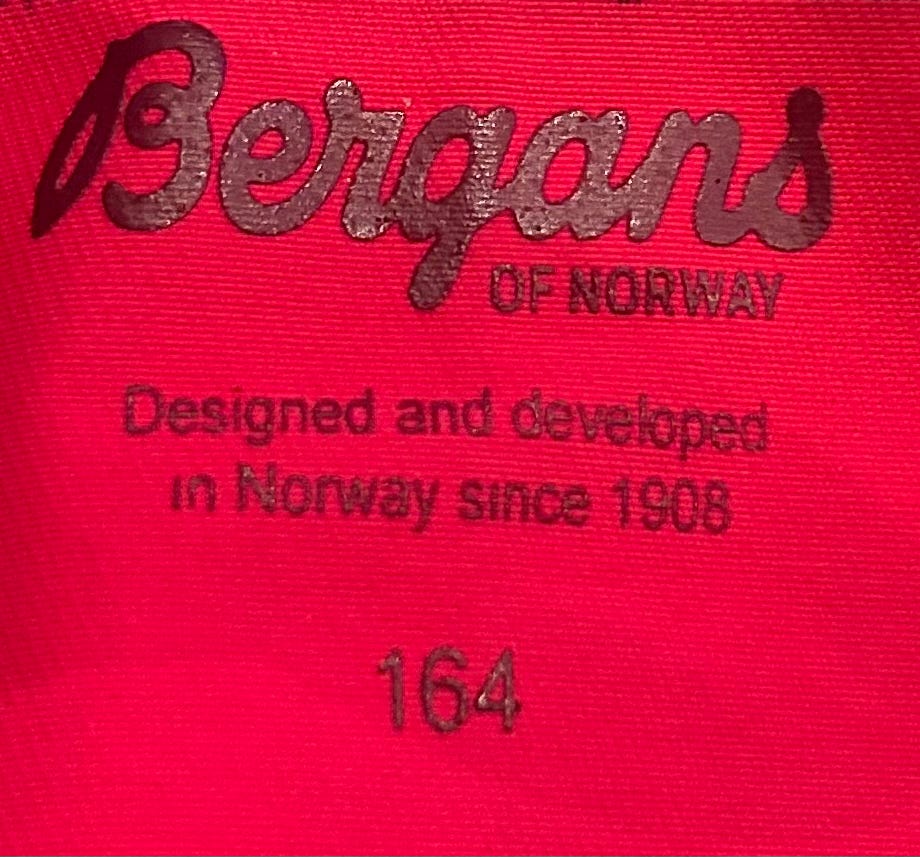 Bergans
OF NORWAY
Designed and developed
in Norway since 1908
164